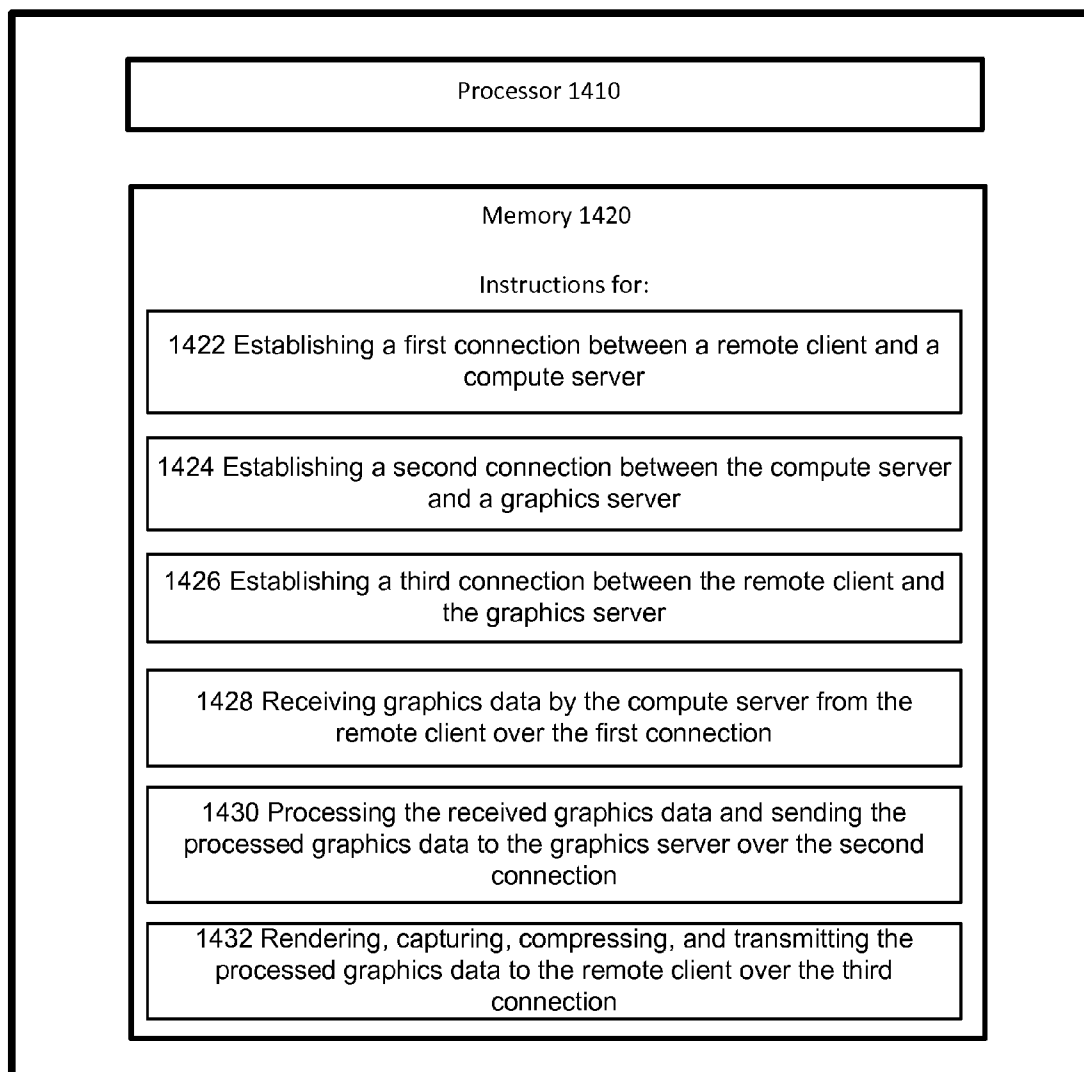 Processor 1410
Memory 1420
Instructions for:
1422 Establishing a first connection between a remote client and a
compute server
1424 Establishing a second connection between the compute server
and a graphics server
1426 Establishing a third connection between the remote client and
the graphics server
1428 Receiving graphics data by the compute server from the
remote client over the first connection
1430 Processing the received graphics data and sending the
processed graphics data to the graphics server over the second
connection
1432 Rendering, capturing, compressing, and transmitting the
processed graphics data to the remote client over the third
connection